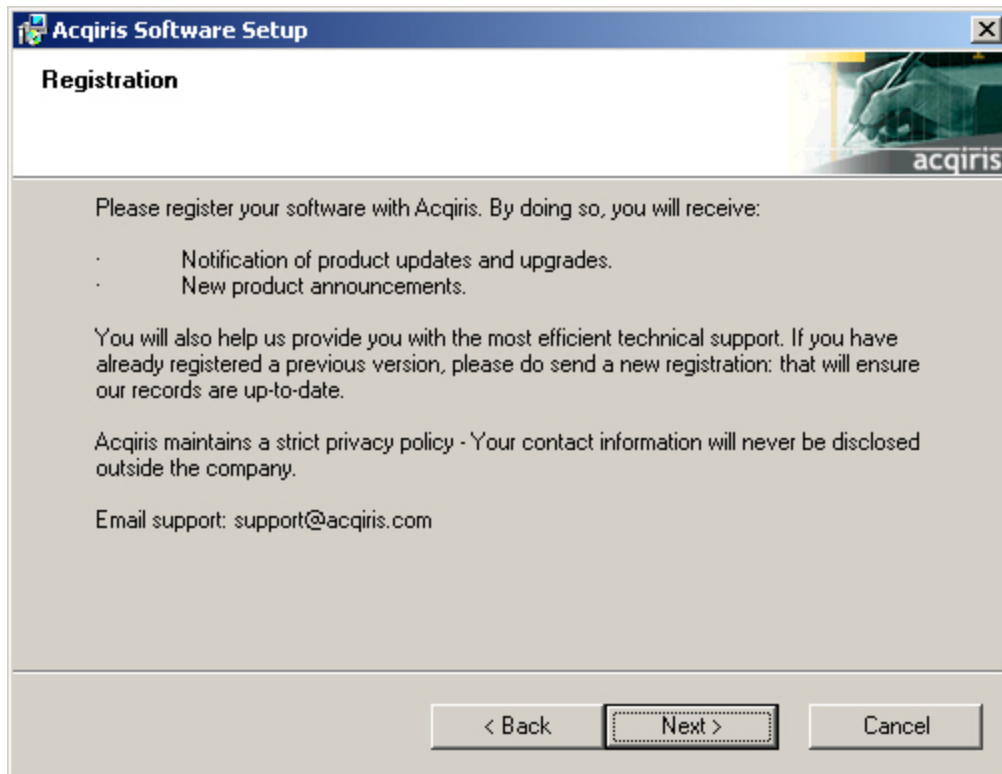 Acqiris Software Setup
Registration
acqiris
Please register your software with Acqiris. By doing so, you will receive:
· Notification of product updates and upgrades.
· New product announcements.
You will also help us provide you with the most efficient technical support. If you have
already registered a previous version, please do send a new registration: that will ensure
our records are up-to-date.
Acqiris maintains a strict privacy policy - Your contact information will never be disclosed
outside the company.
Email support: support@acqiris.com
< Back
Next >
Cancel